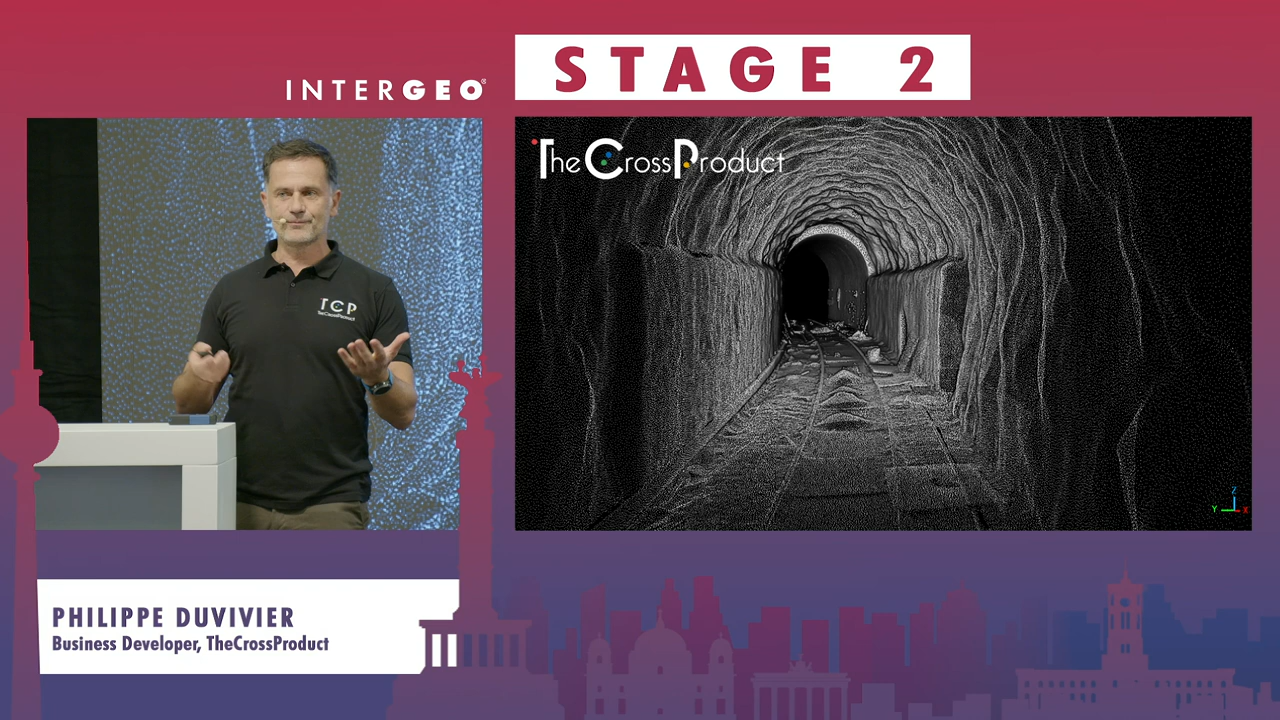 INTERGEO®
STAGE 2
TheCrossProduct
TCP
TheCrossProduct
Z
Y
X
PHILIPPE DUVIVIER
Business Developer, TheCrossProduct